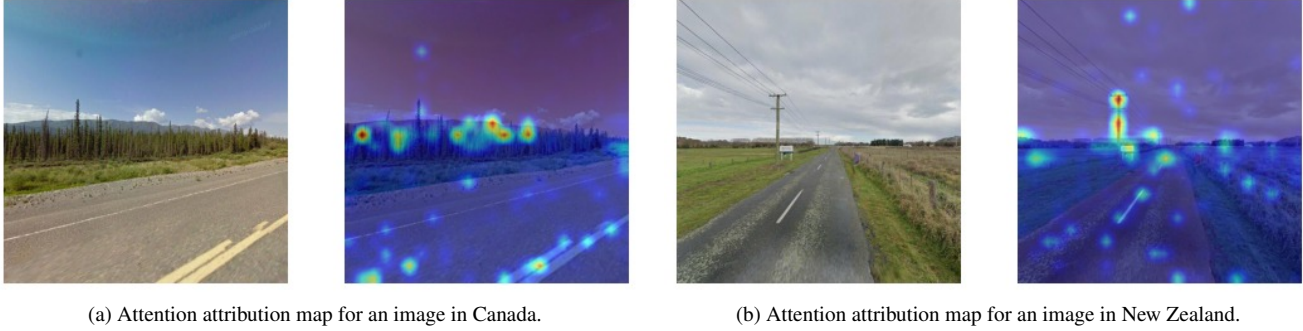 (a) Attention attribution map for an image in Canada.
(b) Attention attribution map for an image in New Zealand.